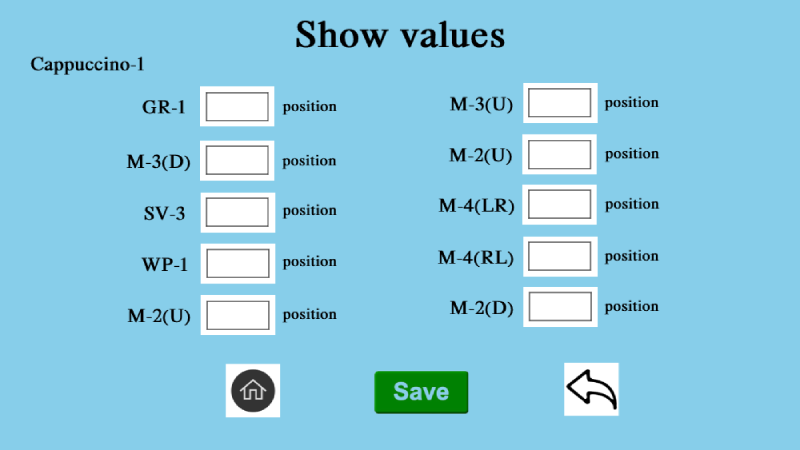 Show values
Cappuccino-1
GR-1 position
M-3(D) position
SV-3 position
WP-1 position
M-2(U) position
M-3(U) position
M-2(U) position
M-4(LR) position
M-4(RL) position
M-2(D) position
Save